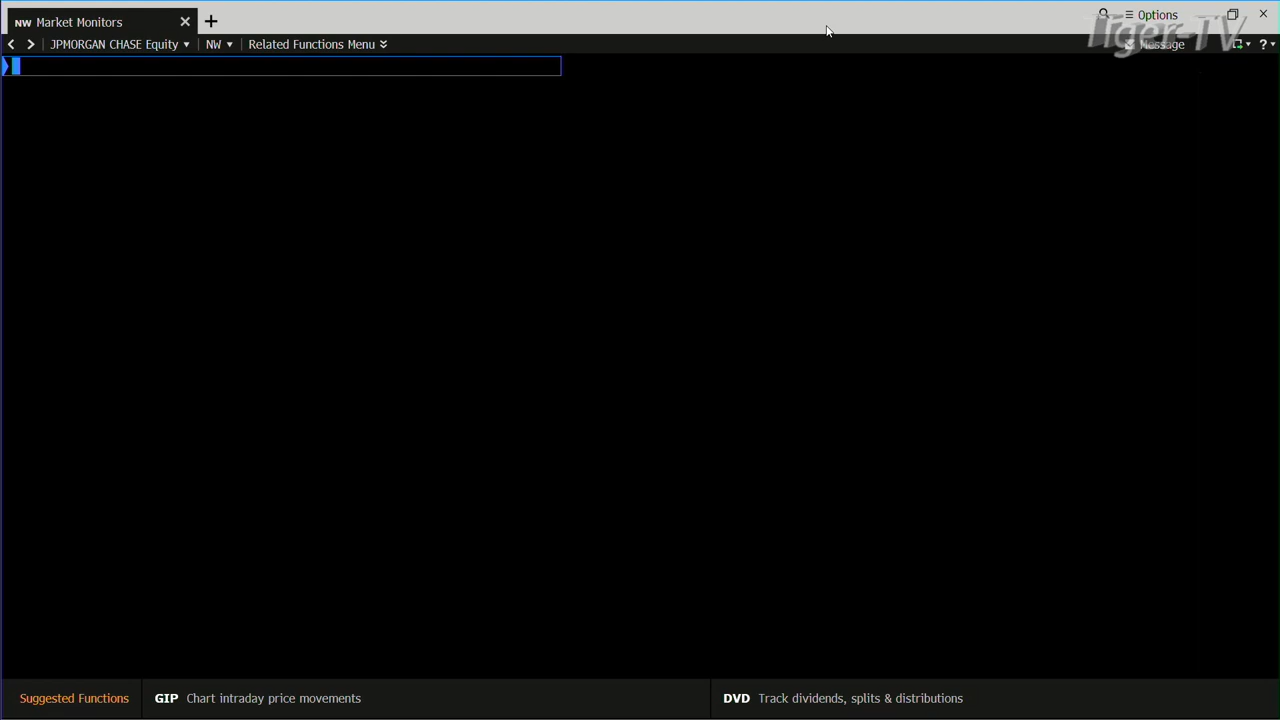 NW Market Monitors
Options
JPMORGAN CHASE Equity NW Related Functions Menu Message ?
Tiger-TV
Suggested Functions GIP Chart intraday price movements DVD Track dividends, splits & distributions